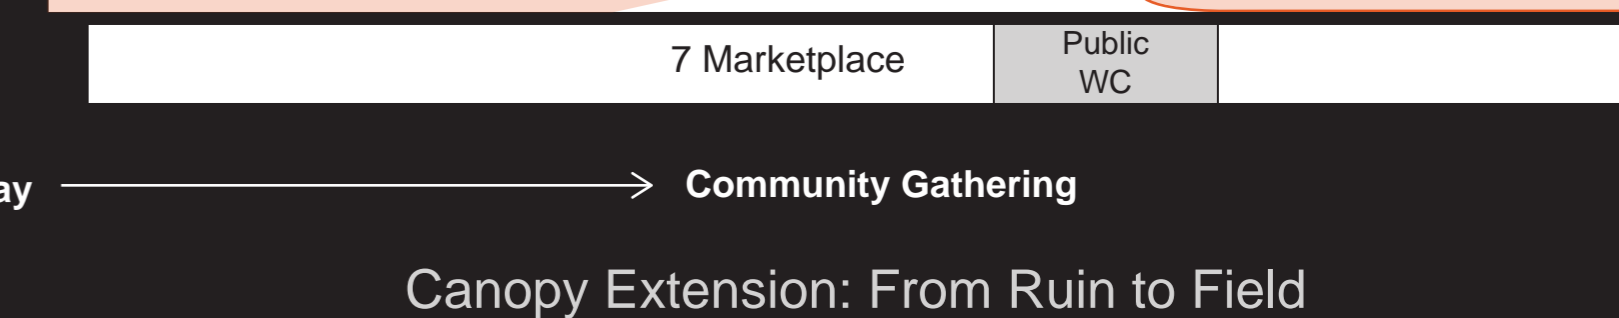 7 Marketplace
Public
WC
Community Gathering
Canopy Extension: From Ruin to Field